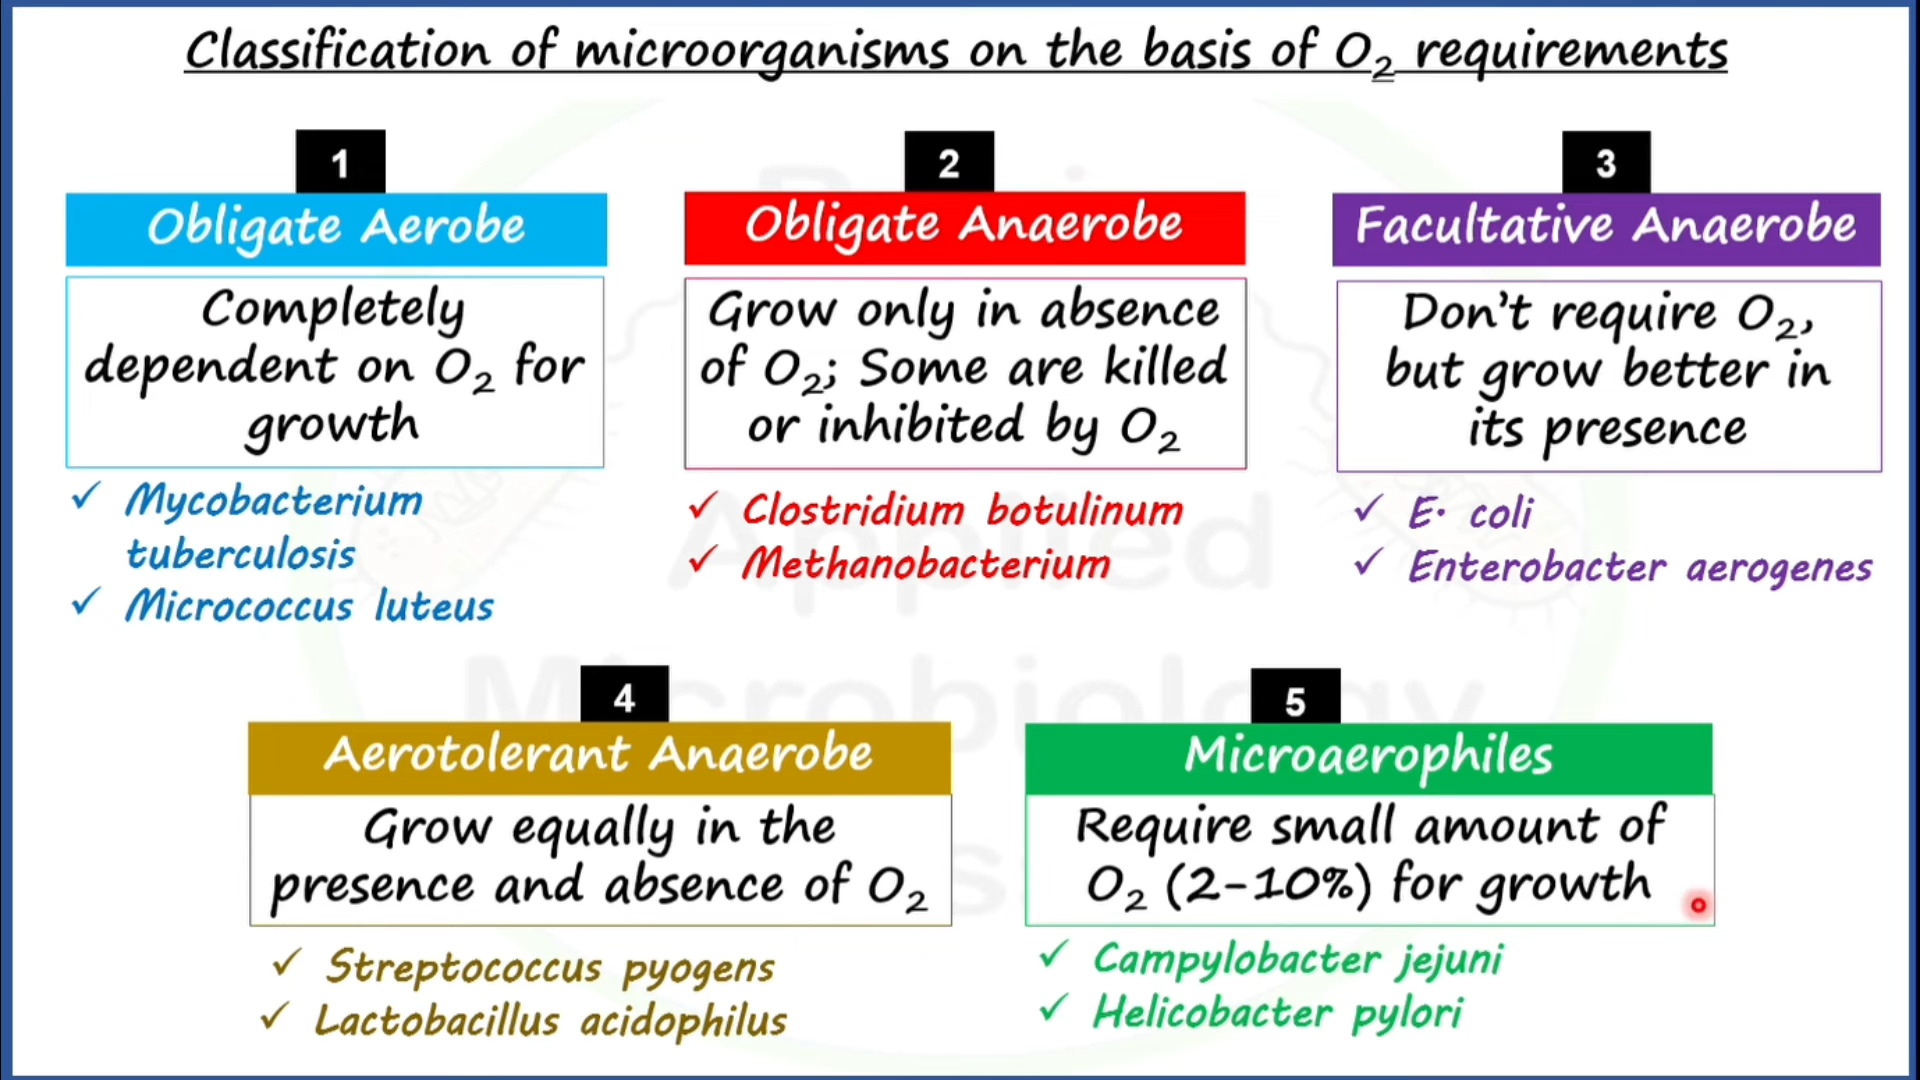 Classification of microorganisms on the basis of O₂ requirements
1
Obligate Aerobe
Completely
dependent on O₂ for
growth
✓ Mycobacterium
tuberculosis
✓ Micrococcus luteus
2
Obligate Anaerobe
Grow only in absence
of O₂; Some are killed
or inhibited by O₂
✓ Clostridium botulinum
✓ Methanobacterium
3
Facultative Anaerobe
Don't require O₂,
but grow better in
its presence
✓ E. coli
✓ Enterobacter aerogenes
4
Aerotolerant Anaerobe
Grow equally in the
presence and absence of O₂
✓ Streptococcus pyogens
✓ Lactobacillus acidophilus
5
Microaerophiles
Require small amount of
O₂ (2-10%) for growth
✓ Campylobacter jejuni
✓ Helicobacter pylori
Applied
Microbiology